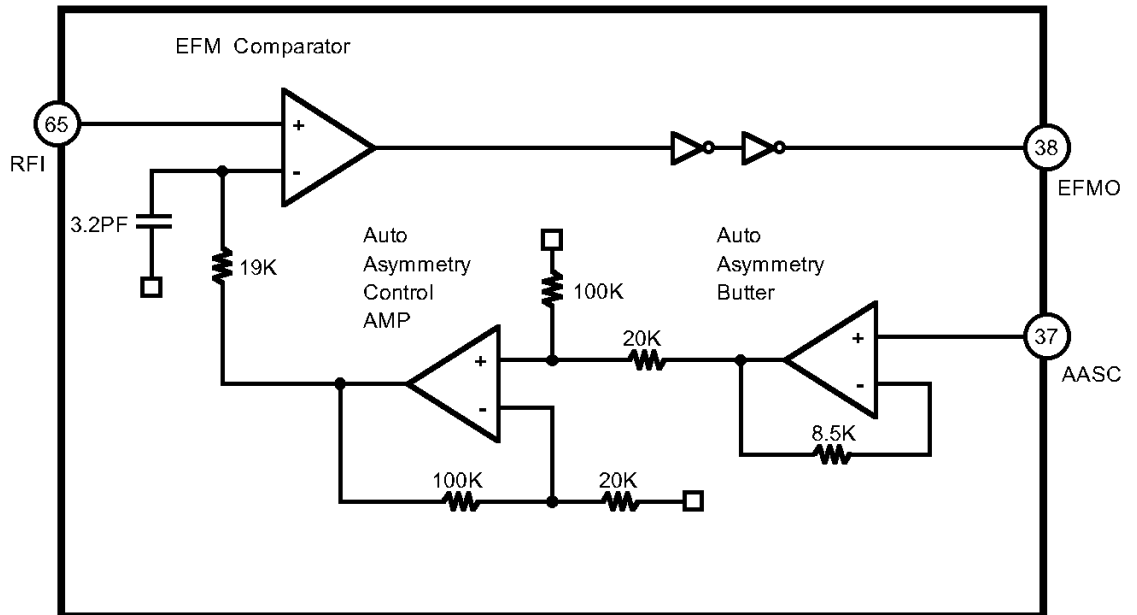 EFM Comparator
65
RFI
3.2PF
19K
38
EFMO
Auto
Asymmetry
Control
AMP
100K
Auto
Asymmetry
Butter
20K
37
AASC
8.5K
100K
20K
+
-
+
-
+
-